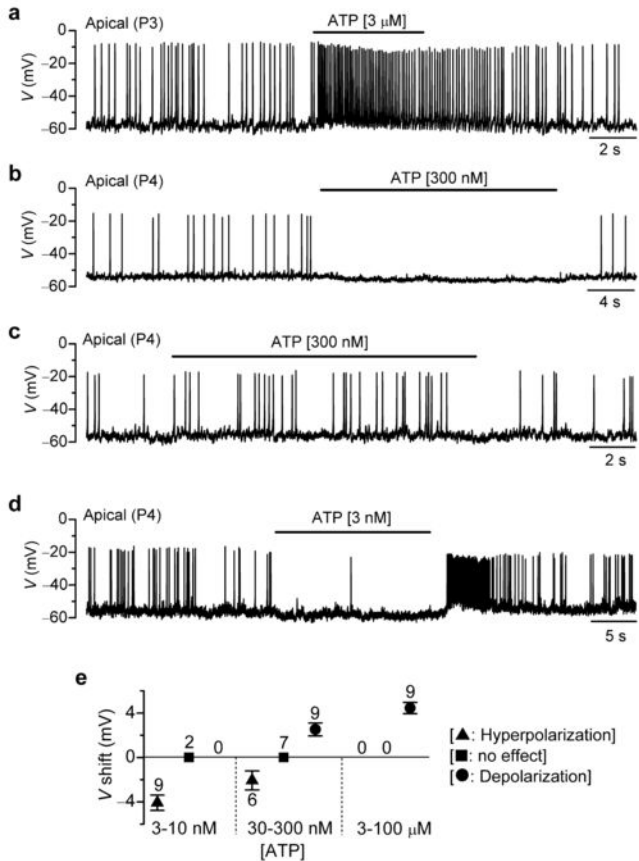 a
Apical (P3)
ATP [3 μM]
0
–20
–40
–60
V (mV)
2 s
b
Apical (P4)
ATP [300 nM]
0
–20
–40
–60
V (mV)
4 s
c
Apical (P4)
ATP [300 nM]
0
–20
–40
–60
V (mV)
2 s
d
Apical (P4)
ATP [3 nM]
0
–20
–40
–60
V (mV)
5 s
e
V shift (mV)
4
0
–4
9
2
0
6
7
9
0
0
9
3-10 nM
30-300 nM
3-100 μM
[ATP]
[▲: Hyperpolarization]
[■: no effect]
[●: Depolarization]